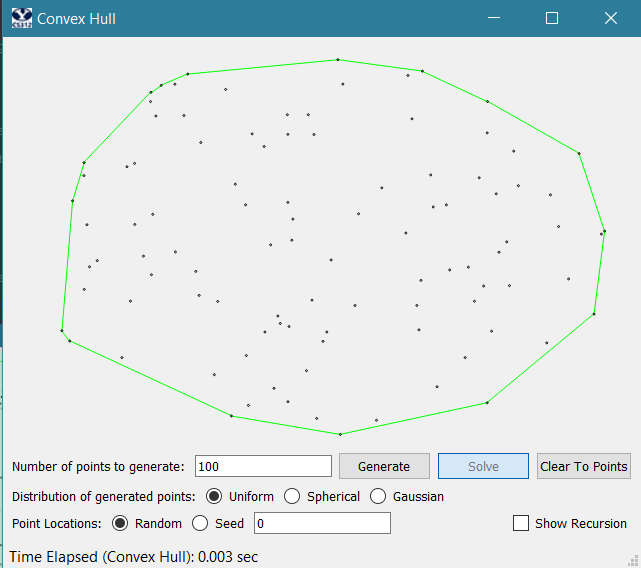 Convex Hull
Number of points to generate: 100 Generate Solve Clear To Points
Distribution of generated points: Uniform Spherical Gaussian
Point Locations: Random Seed 0 Show Recursion
Time Elapsed (Convex Hull): 0.003 sec